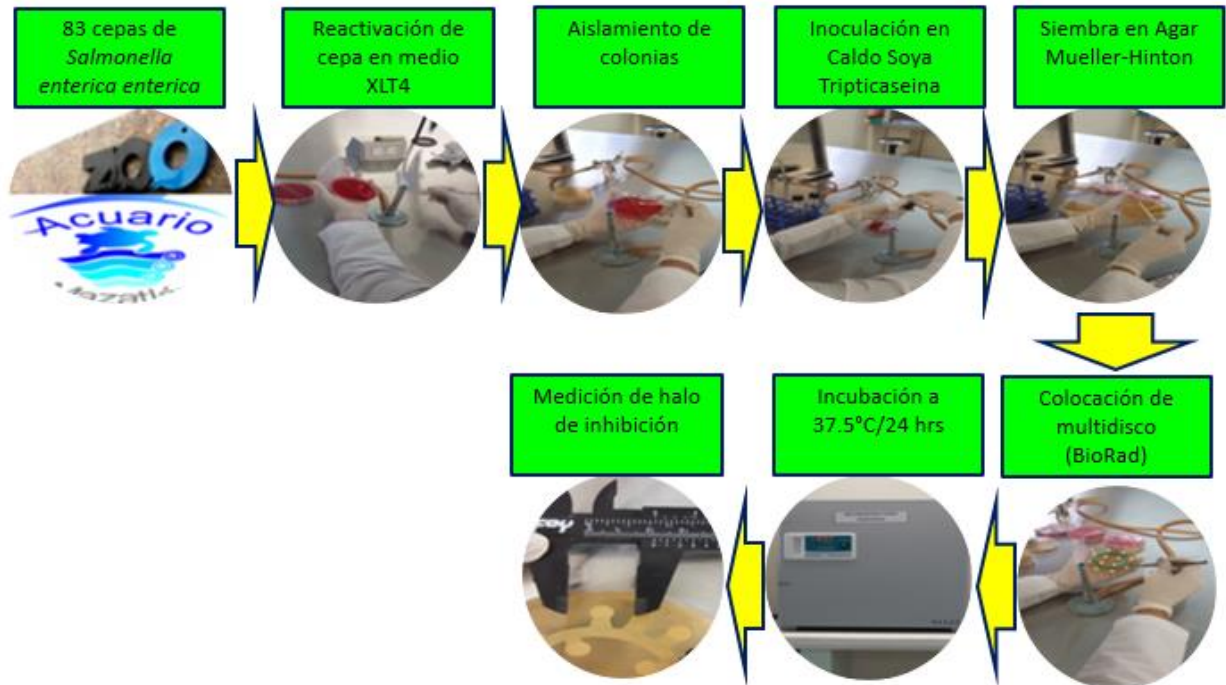 83 cepas de
Salmonella
enterica enterica
Reactivación de
cepa en medio
XLT4
Aislamiento de
colonias
Inoculación en
Caldo Soya
Tripticaseina
Siembra en Agar
Mueller-Hinton
ZOO
Acuario
Medición de halo
de inhibición
Incubación a
37.5°C/24 hrs
Colocación de
multidisco
(BioRad)